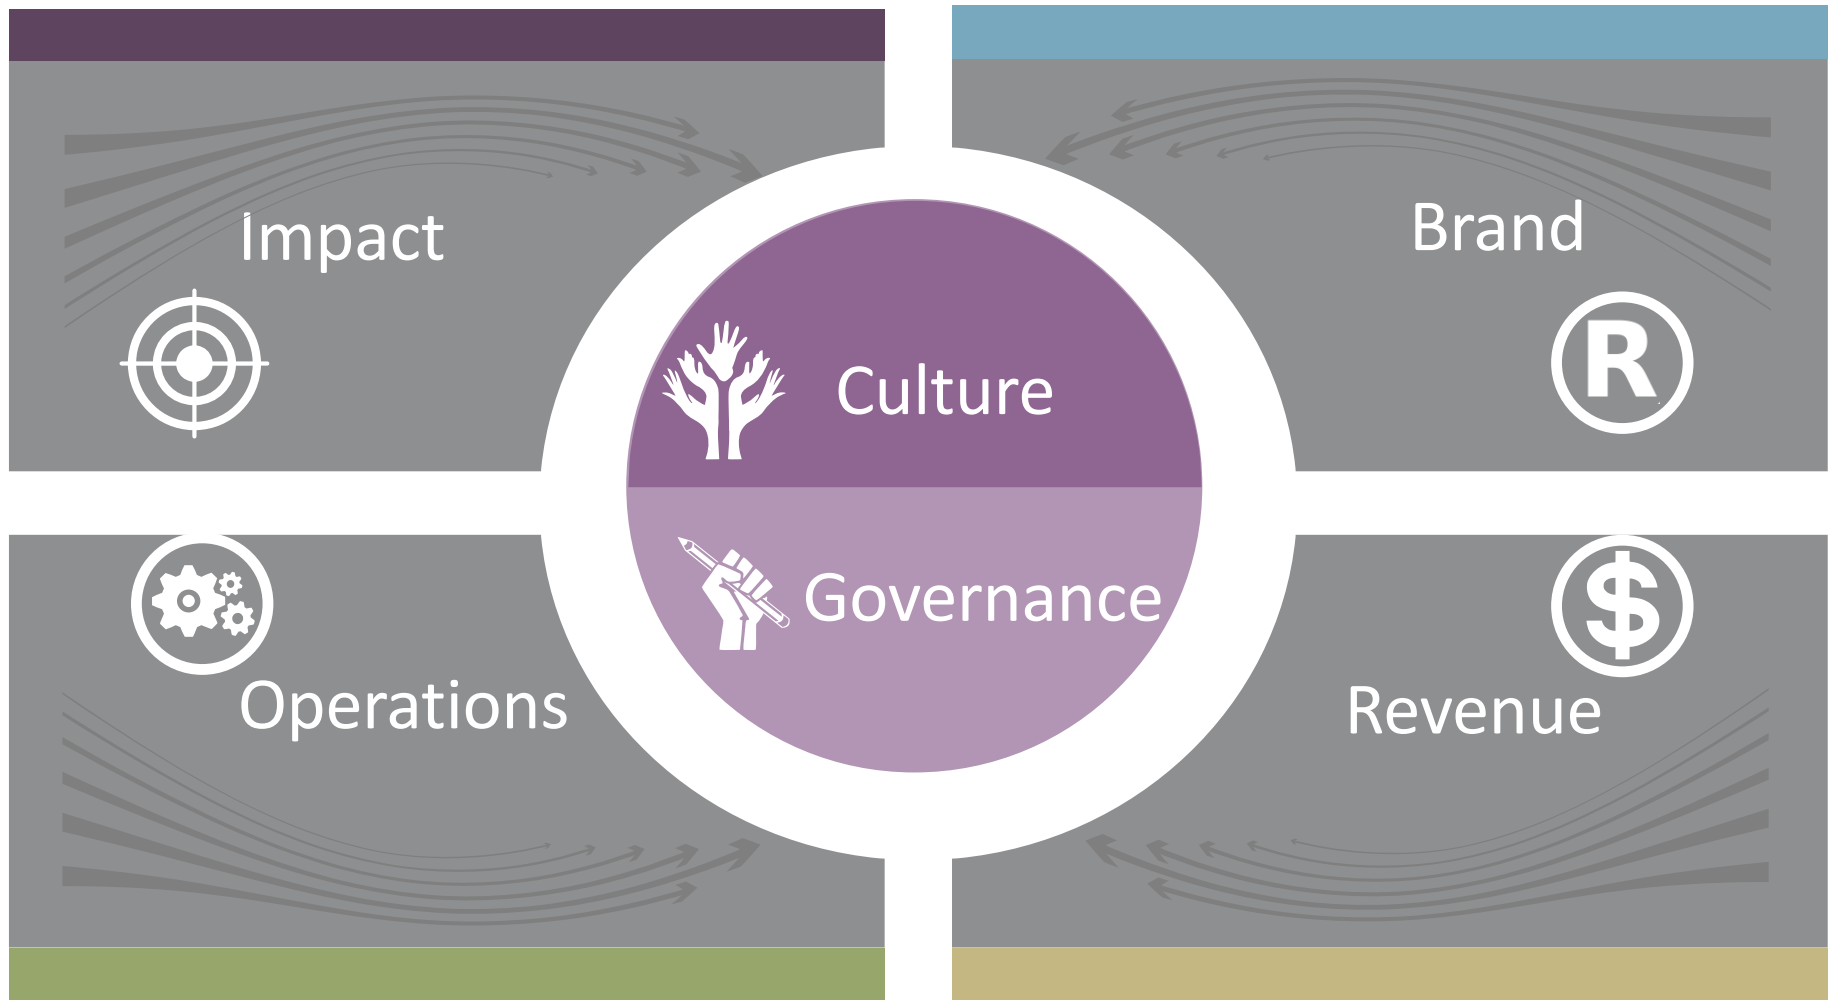 Impact
Brand
R
Culture
Governance
$
Operations
Revenue